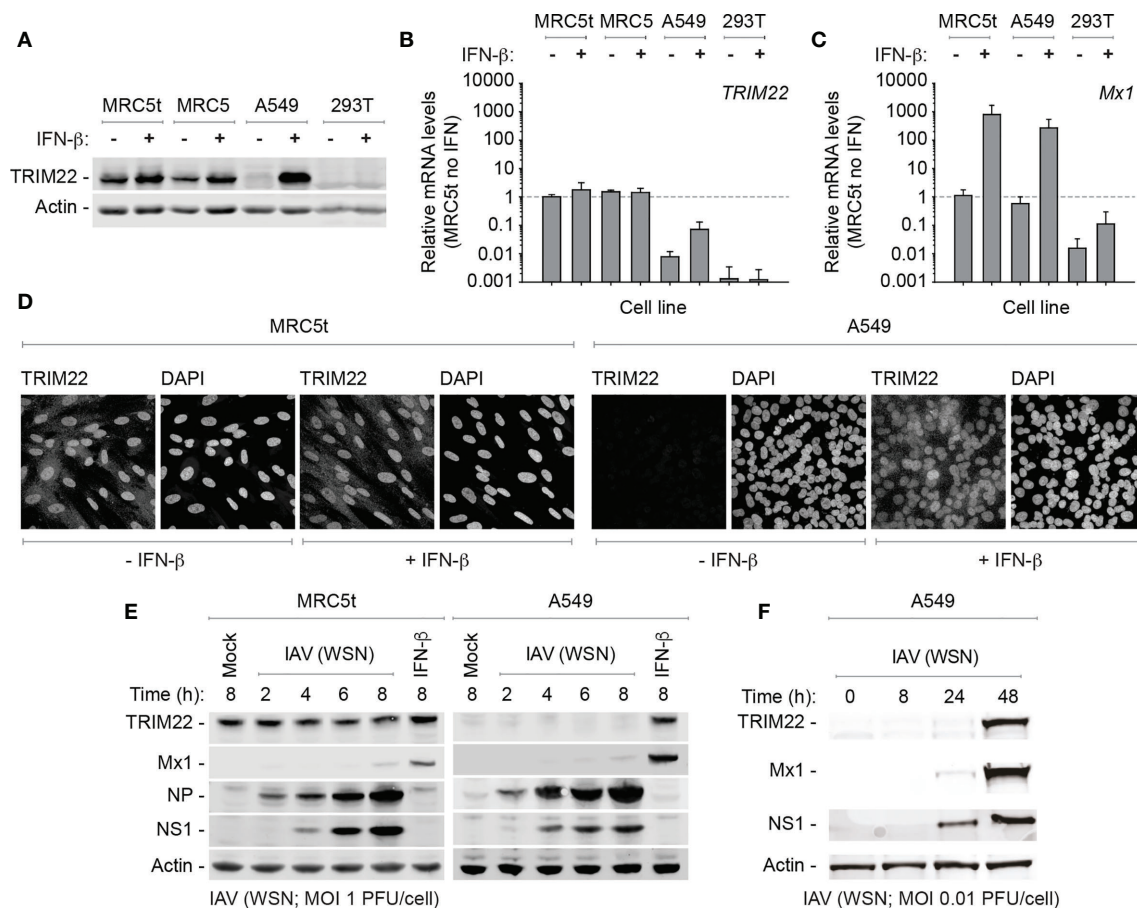 A
MRC5t MRC5 A549 293T
IFN-β: - + - + - + - +
TRIM22 -
Actin -
B
MRC5t MRC5 A549 293T
IFN-β: - + - + - + - +
TRIM22
10000
1000
100
10
1
0.1
0.01
0.001
Relative mRNA levels
(MRC5t no IFN)
Cell line
C
MRC5t A549 293T
IFN-β: - + - + - +
Mx1
10000
1000
100
10
1
0.1
0.01
0.001
Relative mRNA levels
(MRC5t no IFN)
Cell line
D
MRC5t A549
TRIM22 DAPI TRIM22 DAPI TRIM22 DAPI TRIM22 DAPI
- IFN-β + IFN-β - IFN-β + IFN-β
E
MRC5t A549
Mock IAV (WSN) IFN-β Mock IAV (WSN) IFN-β
Time (h): 8 2 4 6 8 8 8 2 4 6 8 8
TRIM22 -
Mx1 -
NP -
NS1 -
Actin -
IAV (WSN; MOI 1 PFU/cell)
F
A549
IAV (WSN)
Time (h): 0 8 24 48
TRIM22 -
Mx1 -
NS1 -
Actin -
IAV (WSN; MOI 0.01 PFU/cell)